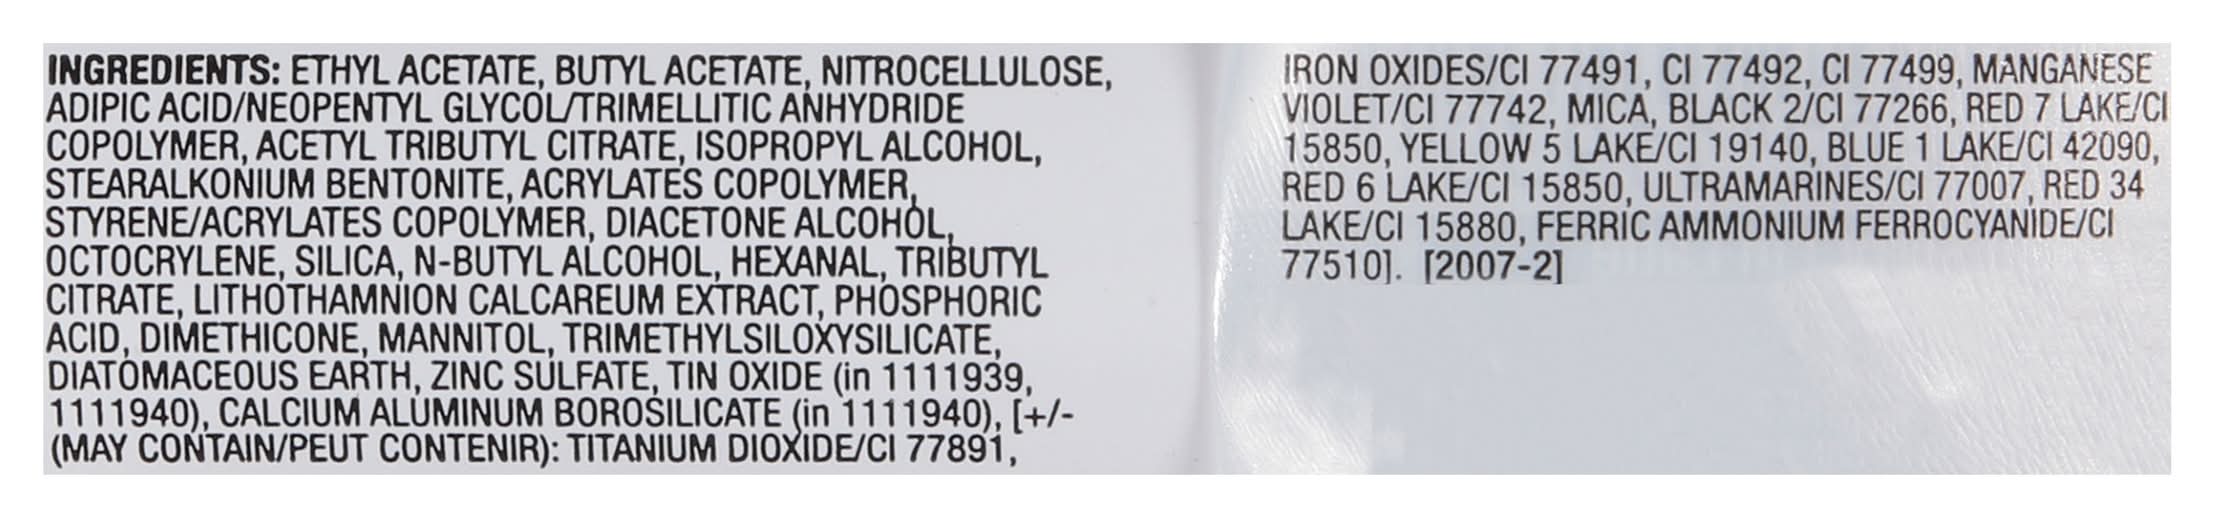 INGREDIENTS: ETHYL ACETATE, BUTYL ACETATE, NITROCELLULOSE,
ADIPIC ACID/NEOPENTYL GLYCOL/TRIMELLITIC ANHYDRIDE
COPOLYMER, ACETYL TRIBUTYL CITRATE, ISOPROPYL ALCOHOL,
STEARALKONIUM BENTONITE, ACRYLATES COPOLYMER,
STYRENE/ACRYLATES COPOLYMER, DIACETONE ALCOHOL,
OCTOCRYLENE, SILICA, N-BUTYL ALCOHOL, HEXANAL, TRIBUTYL
CITRATE, LITHOTHAMNION CALCAREUM EXTRACT, PHOSPHORIC
ACID, DIMETHICONE, MANNITOL, TRIMETHYLSILOXYSILICATE,
DIATOMACEOUS EARTH, ZINC SULFATE, TIN OXIDE (in 1111939,
1111940), CALCIUM ALUMINUM BOROSILICATE (in 1111940), [+/-
(MAY CONTAIN/PEUT CONTENIR): TITANIUM DIOXIDE/CI 77891,
IRON OXIDES/CI 77491, CI 77492, CI 77499, MANGANESE
VIOLET/CI 77742, MICA, BLACK 2/CI 77266, RED 7 LAKE/CI
15850, YELLOW 5 LAKE/CI 19140, BLUE 1 LAKE/CI 42090,
RED 6 LAKE/CI 15850, ULTRAMARINES/CI 77007, RED 34
LAKE/CI 15880, FERRIC AMMONIUM FERROCYANIDE/CI
77510]. [2007-2]